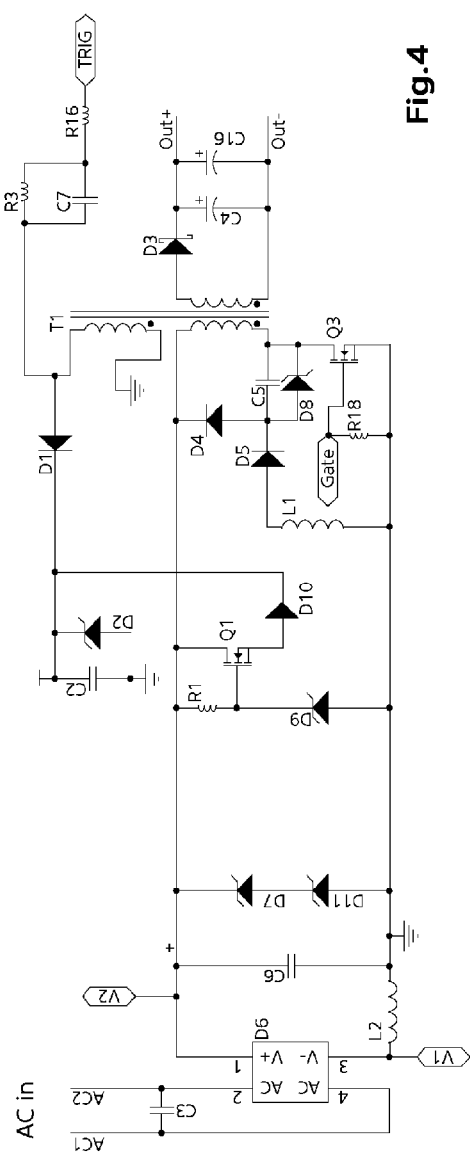 TRIG
R16
R3
C7
Out+
Out-
C16
C4
D3
T1
D1
Q3
C5
D8
D4
D5
R18
Gate
L1
D10
D2
C2
Q1
R1
D9
D7
D11
+
V2
C6
L2
V1
D6
1 V+ V- 3
2 AC AC 4
C3
AC in
AC2
AC1
+
+
Fig.4